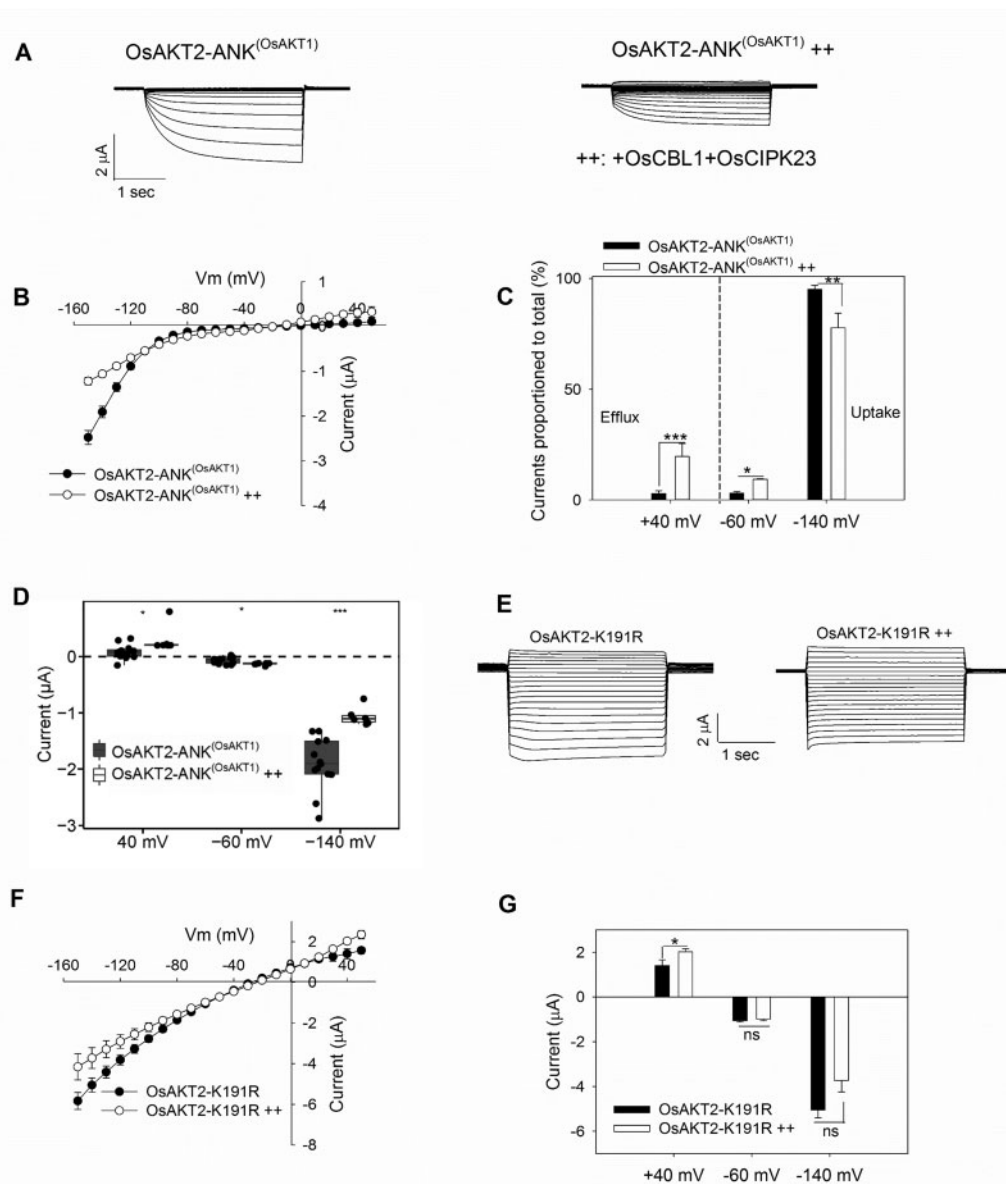 A
OsAKT2-ANK(OsAKT1)
OsAKT2-ANK(OsAKT1) ++
2 μA
1 sec
++: +OsCBL1+OsCIPK23
B
Vm (mV)
-160 -120 -80 -40 0 40
1
-1
-2
-3
-4
Current (μA)
OsAKT2-ANK(OsAKT1)
OsAKT2-ANK(OsAKT1) ++
C
OsAKT2-ANK(OsAKT1)
OsAKT2-ANK(OsAKT1) ++
Currents proportioned to total (%)
100
50
0
Efflux
Uptake
***
*
**
+40 mV -60 mV -140 mV
D
Current (μA)
0
−1
−2
−3
* * ***
OsAKT2-ANK(OsAKT1)
OsAKT2-ANK(OsAKT1) ++
40 mV −60 mV −140 mV
E
OsAKT2-K191R
OsAKT2-K191R ++
2 μA
1 sec
F
Vm (mV)
-160 -120 -80 -40 0 40
2
0
-2
-4
-6
-8
Current (μA)
OsAKT2-K191R
OsAKT2-K191R ++
G
Current (μA)
2
0
-2
-4
-6
*
ns
ns
OsAKT2-K191R
OsAKT2-K191R ++
+40 mV -60 mV -140 mV